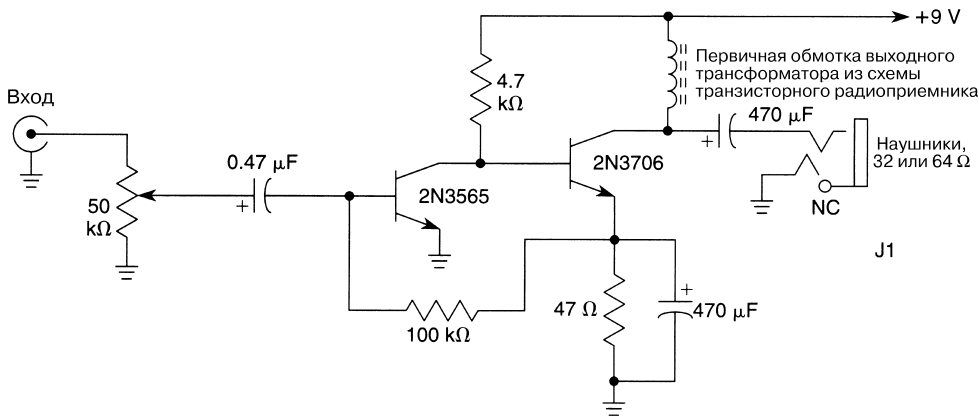 +9 V
Первичная обмотка выходного
трансформатора из схемы
транзисторного радиоприемника
4.7
kΩ
Вход
470 μF
+
Наушники,
32 или 64 Ω
0.47 μF
+
2N3706
2N3565
50
kΩ
NC
J1
100 kΩ
47 Ω
+
470 μF